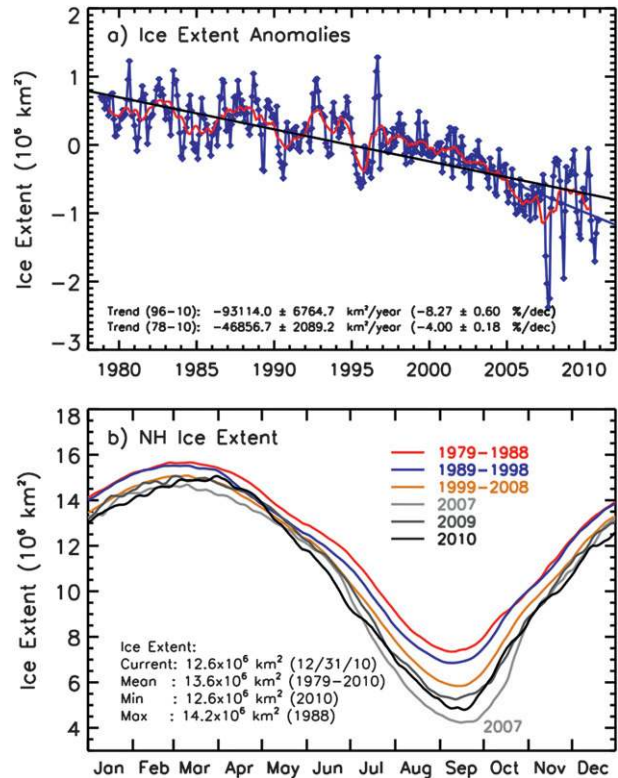 a) Ice Extent Anomalies
Ice Extent (10⁶ km²)
2
1
0
-1
-2
-3
Trend (96-10): -93114.0 ± 6764.7 km²/year (-8.27 ± 0.60 %/dec)
Trend (78-10): -46856.7 ± 2089.2 km²/year (-4.00 ± 0.18 %/dec)
1980 1985 1990 1995 2000 2005 2010
b) NH Ice Extent
Ice Extent (10⁶ km²)
18
16
14
12
10
8
6
4
1979-1988
1989-1998
1999-2008
2007
2009
2010
Ice Extent:
Current: 12.6x10⁶ km² (12/31/10)
Mean : 13.6x10⁶ km² (1979-2010)
Min : 12.6x10⁶ km² (2010)
Max : 14.2x10⁶ km² (1988)
2007
Jan Feb Mar Apr May Jun Jul Aug Sep Oct Nov Dec